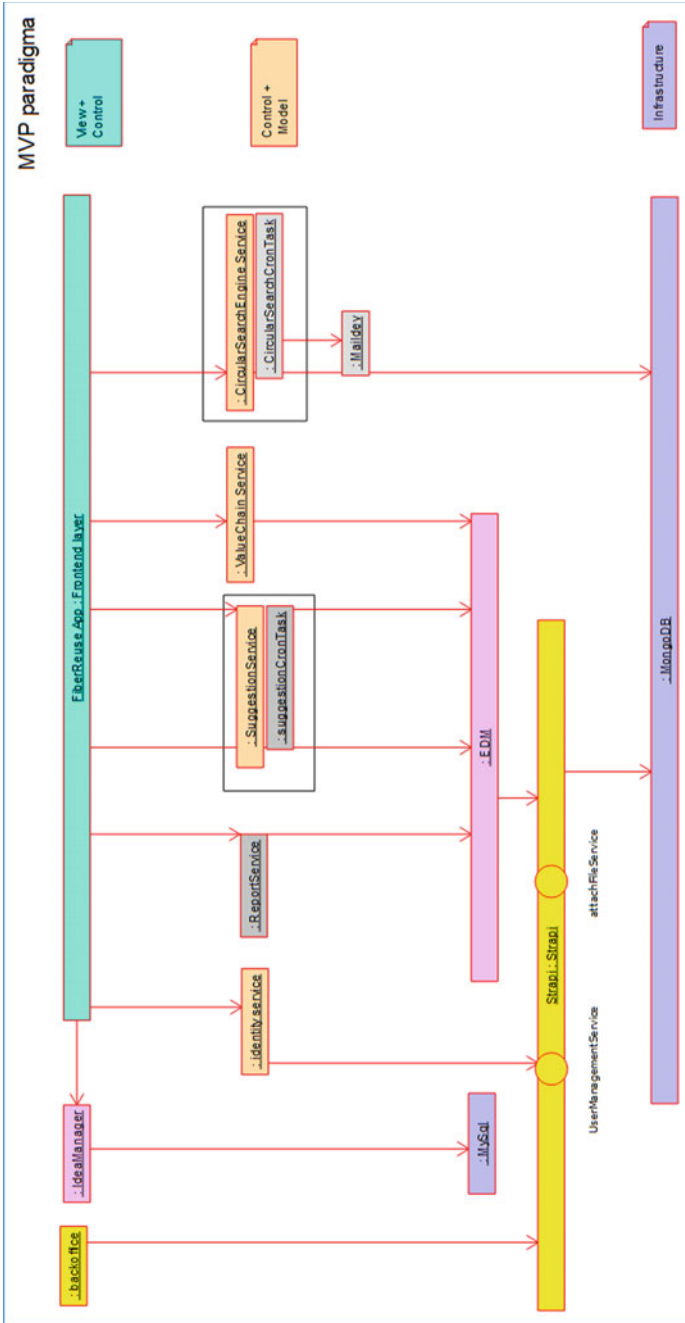 MVP paradigma
View+
Control
Control +
Model
Infrastructure
: backoffice
: IdeaManager
FiberReuse App : Frontend layer
: identity service
: ReportService
: SuggestionService
: suggestionCronTask
: ValueChain Service
: CircularSearchEngine Service
: CircularSearchCronTask
: Maildev
: MySql
: EDM
Strapi : Strapi
UserManagementService
attachFileService
: MongoDB